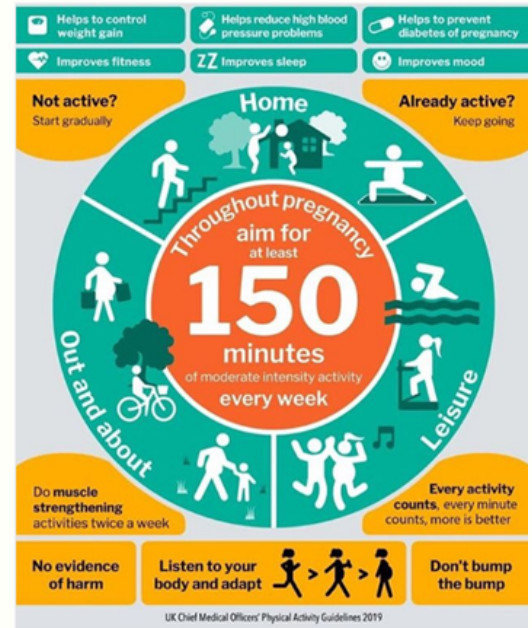 Helps to control
weight gain
Helps reduce high blood
pressure problems
Helps to prevent
diabetes of pregnancy
Improves fitness
ZZ Improves sleep
Improves mood
Not active?
Start gradually
Already active?
Keep going
Home
Leisure
Out and about
Throughout pregnancy
aim for
at least
150
minutes
of moderate intensity activity
every week
Do muscle
strengthening
activities twice a week
Every activity
counts, every minute
counts, more is better
No evidence
of harm
Listen to your
body and adapt
> >
Don't bump
the bump
UK Chief Medical Officers' Physical Activity Guidelines 2019